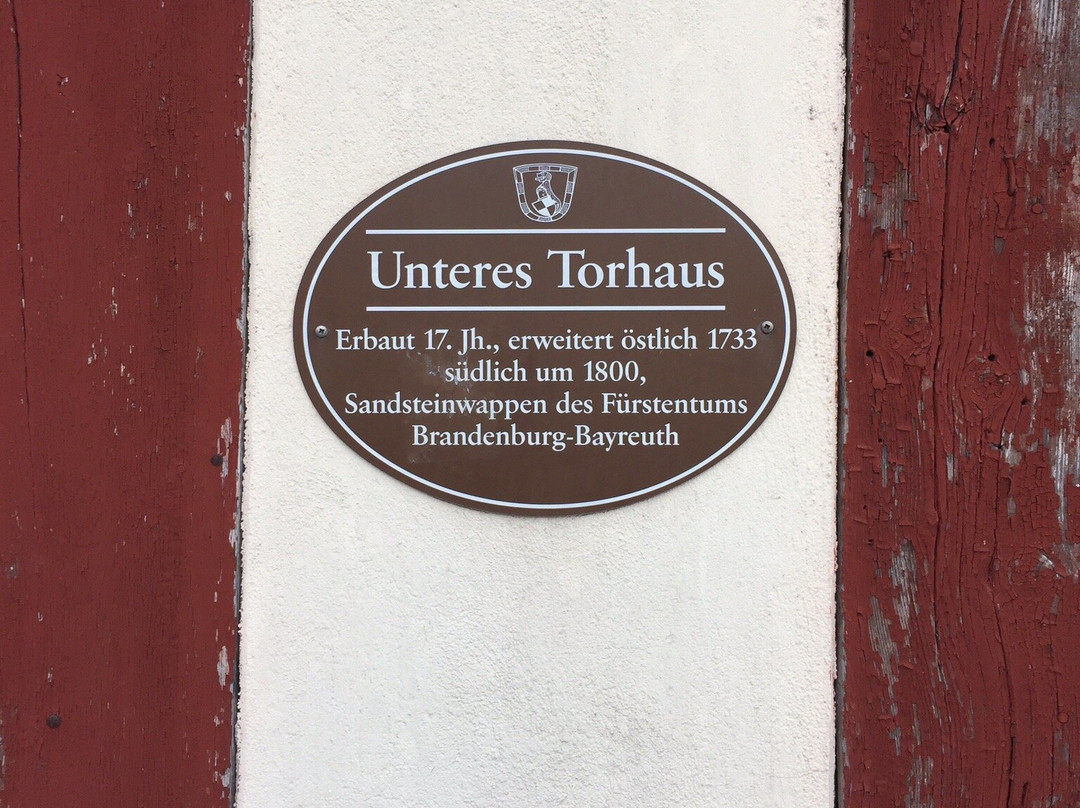 Unteres Torhaus
Erbaut 17. Jh., erweitert östlich 1733
südlich um 1800,
Sandsteinwappen des Fürstentums
Brandenburg-Bayreuth